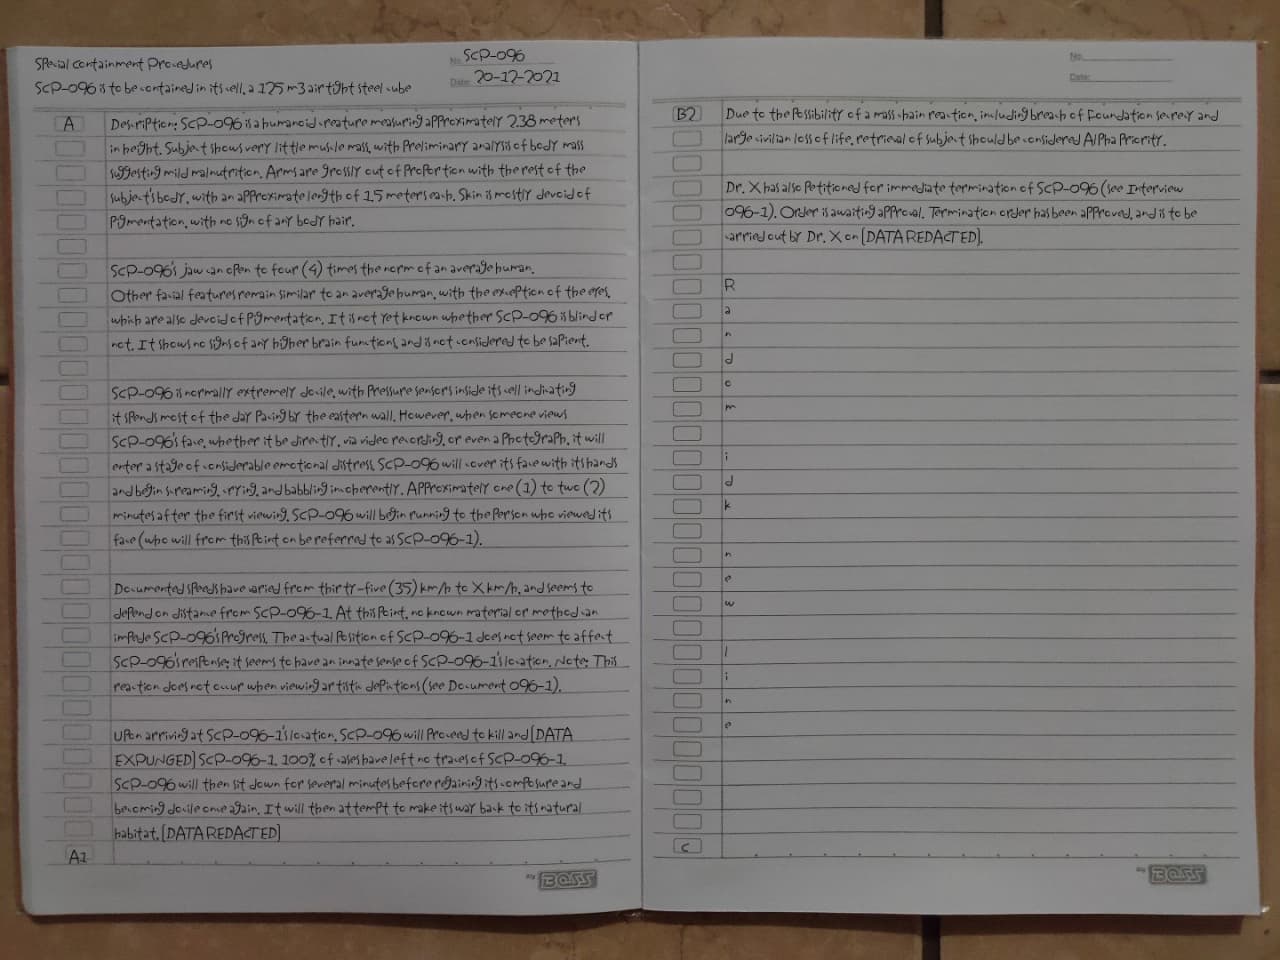 Special Containment Procedures
SCP-096 is to be contained in its cell, a 125 m3 airtight steel cube
No. SCP-096
Date: 20-12-2021
A
Description: SCP-096 is a humanoid creature measuring approximately 2.38 meters
in height. Subject shows very little muscle mass, with preliminary analysis of body mass
suggesting mild malnutrition. Arms are grossly out of proportion with the rest of the
subject's body, with an approximate length of 1.5 meters each. Skin is mostly devoid of
pigmentation, with no sign of any body hair.
SCP-096's jaw can open to four (4) times the norm of an average human.
Other facial features remain similar to an average human, with the exception of the eyes,
which are also devoid of pigmentation. It is not yet known whether SCP-096 is blind or
not. It shows no signs of any higher brain functions, and is not considered to be sapient.
SCP-096 is normally extremely docile, with pressure sensors inside its cell indicating
it spends most of the day pacing by the eastern wall. However, when someone views
SCP-096's face, whether it be directly, via video recording, or even a photograph, it will
enter a stage of considerable emotional distress. SCP-096 will cover its face with its hands
and begin screaming, crying, and babbling incoherently. Approximately one (1) to two (2)
minutes after the first viewing, SCP-096 will begin running to the person who viewed its
face (who will from this point on be referred to as SCP-096-1).
Documented speeds have varied from thirty-five (35) km/h to X km/h, and seems to
depend on distance from SCP-096-1. At this point, no known material or method can
impede SCP-096's progress. The actual position of SCP-096-1 does not seem to affect
SCP-096's response; it seems to have an innate sense of SCP-096-1's location. Note: This
reaction does not occur when viewing artistic depictions (see Document 096-1).
Upon arriving at SCP-096-1's location, SCP-096 will proceed to kill and [DATA
EXPUNGED] SCP-096-1. 100% of cases have left no traces of SCP-096-1.
SCP-096 will then sit down for several minutes before regaining its composure and
becoming docile once again. It will then attempt to make its way back to its natural
habitat, [DATA REDACTED]
A1
By BOSS
No.
Date:
B2
Due to the possibility of a mass chain reaction, including breach of Foundation secrecy and
large civilian loss of life, retrieval of subject should be considered Alpha priority.
Dr. X has also petitioned for immediate termination of SCP-096 (see Interview
096-1). Order is awaiting approval. Termination order has been approved, and is to be
carried out by Dr. X on [DATA REDACTED].
R
a
n
d
o
m
i
d
k
n
e
w
l
i
n
e
C
By BOSS